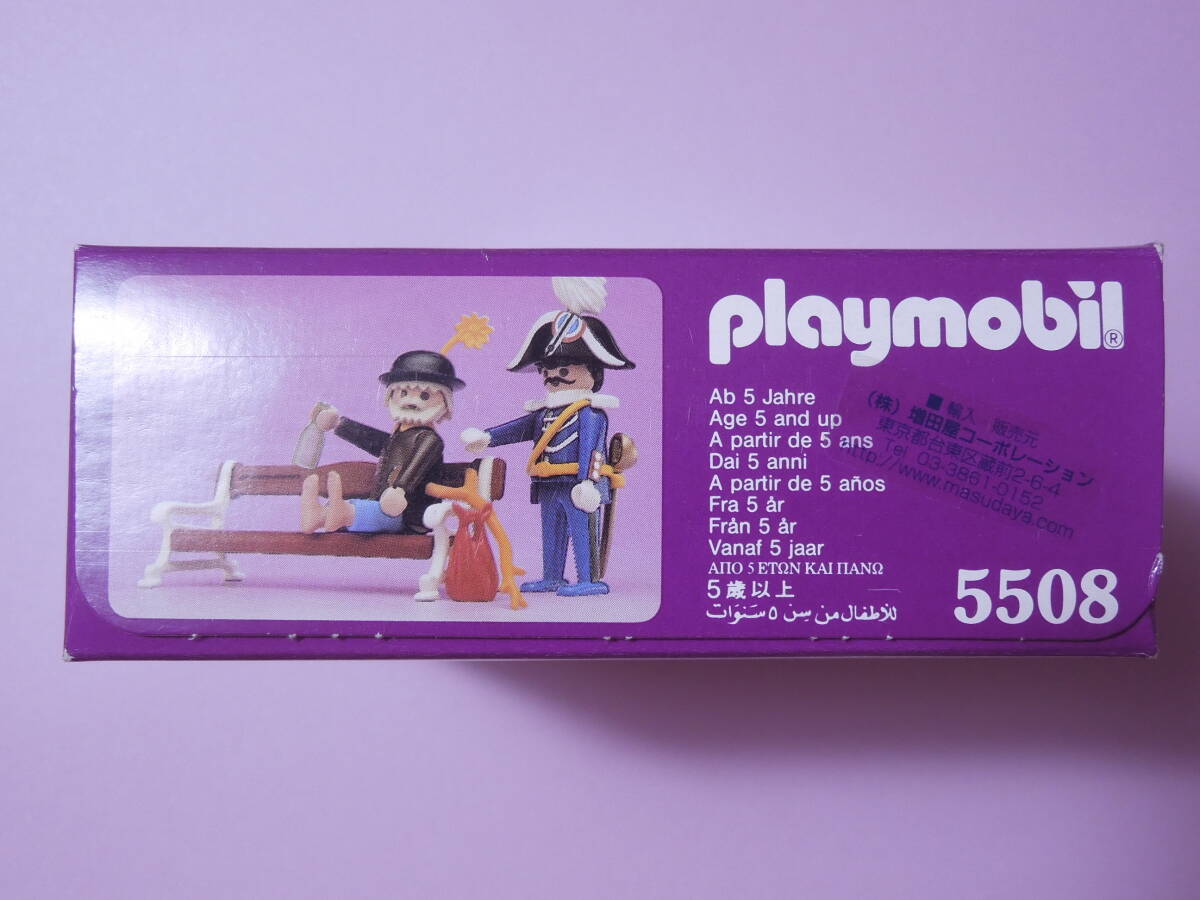 playmobil®
Ab 5 Jahre
Age 5 and up
A partir de 5 ans
Dai 5 anni
A partir de 5 años
Fra 5 år
Från 5 år
Vanaf 5 jaar
ΑΠΟ 5 ΕΤΩΝ ΚΑΙ ΠΑΝΩ
5歳以上
للأطفال من سِن ٥ سَنوَات
■ 輸入 販売元
(株) 増田屋コーポレーション
東京都台東区蔵前2-6-4
Tel 03-3861-0152
http://www.masudaya.com
5508